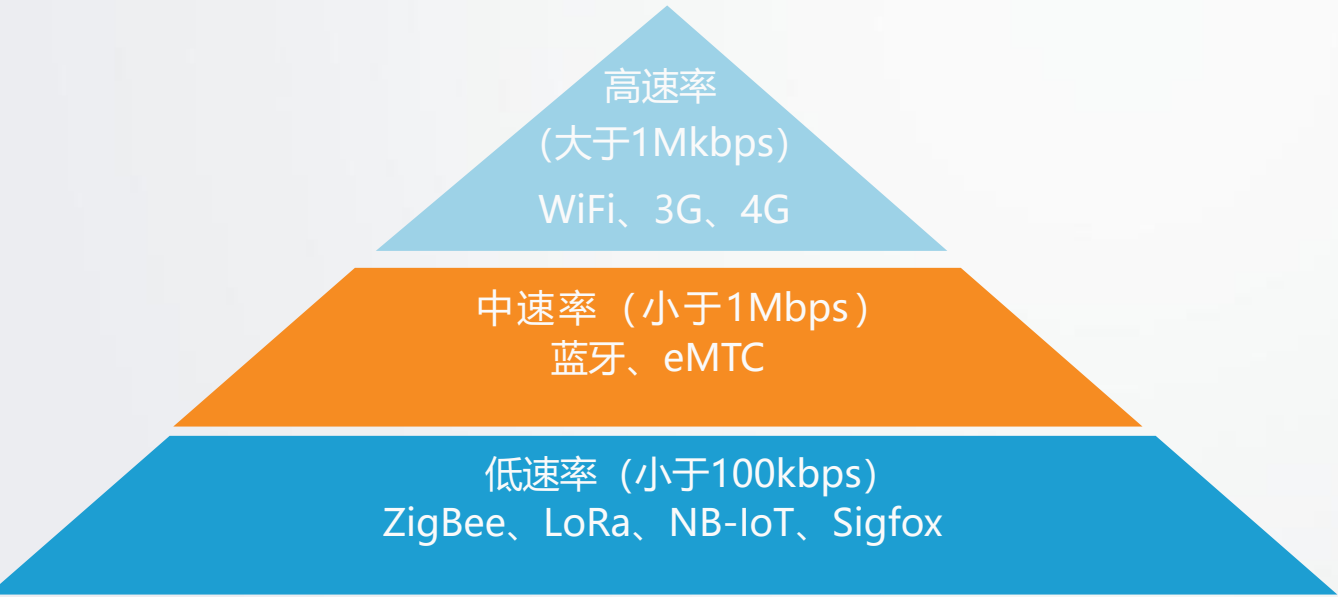 高速率
（大于1Mkbps）
WiFi、3G、4G
中速率（小于1Mbps）
蓝牙、eMTC
低速率（小于100kbps）
ZigBee、LoRa、NB-IoT、Sigfox